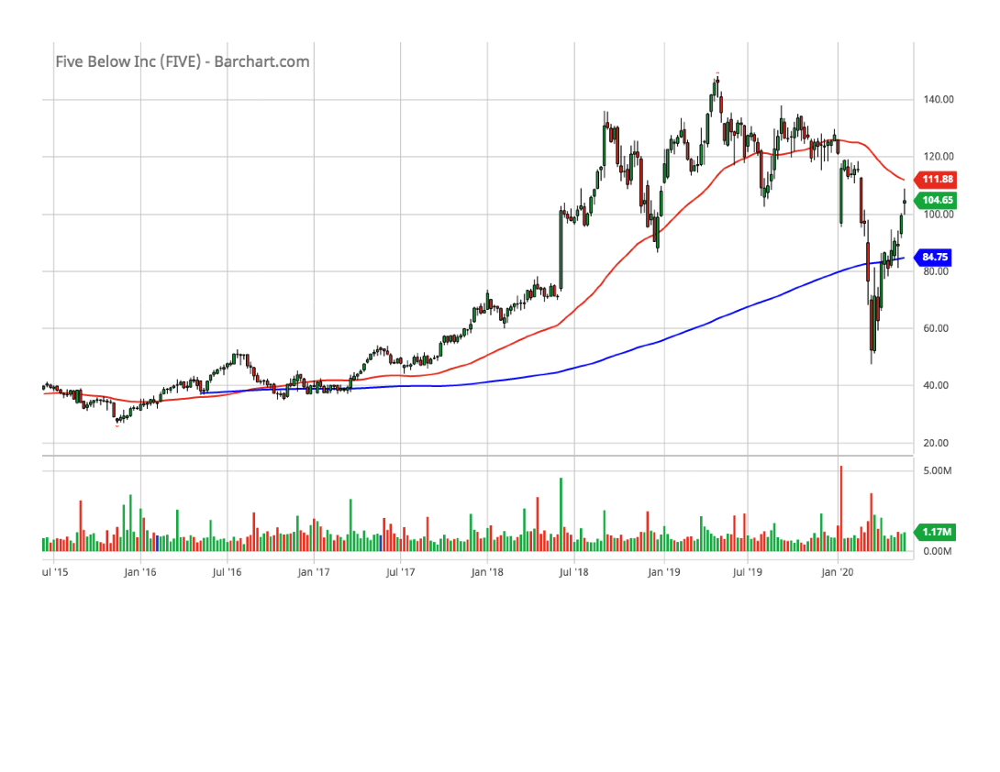 Five Below Inc (FIVE) - Barchart.com
140.00
120.00
111.88
104.65
100.00
84.75
80.00
60.00
40.00
20.00
5.00M
1.17M
0.00M
ul '15 Jan '16 Jul '16 Jan '17 Jul '17 Jan '18 Jul '18 Jan '19 Jul '19 Jan '20